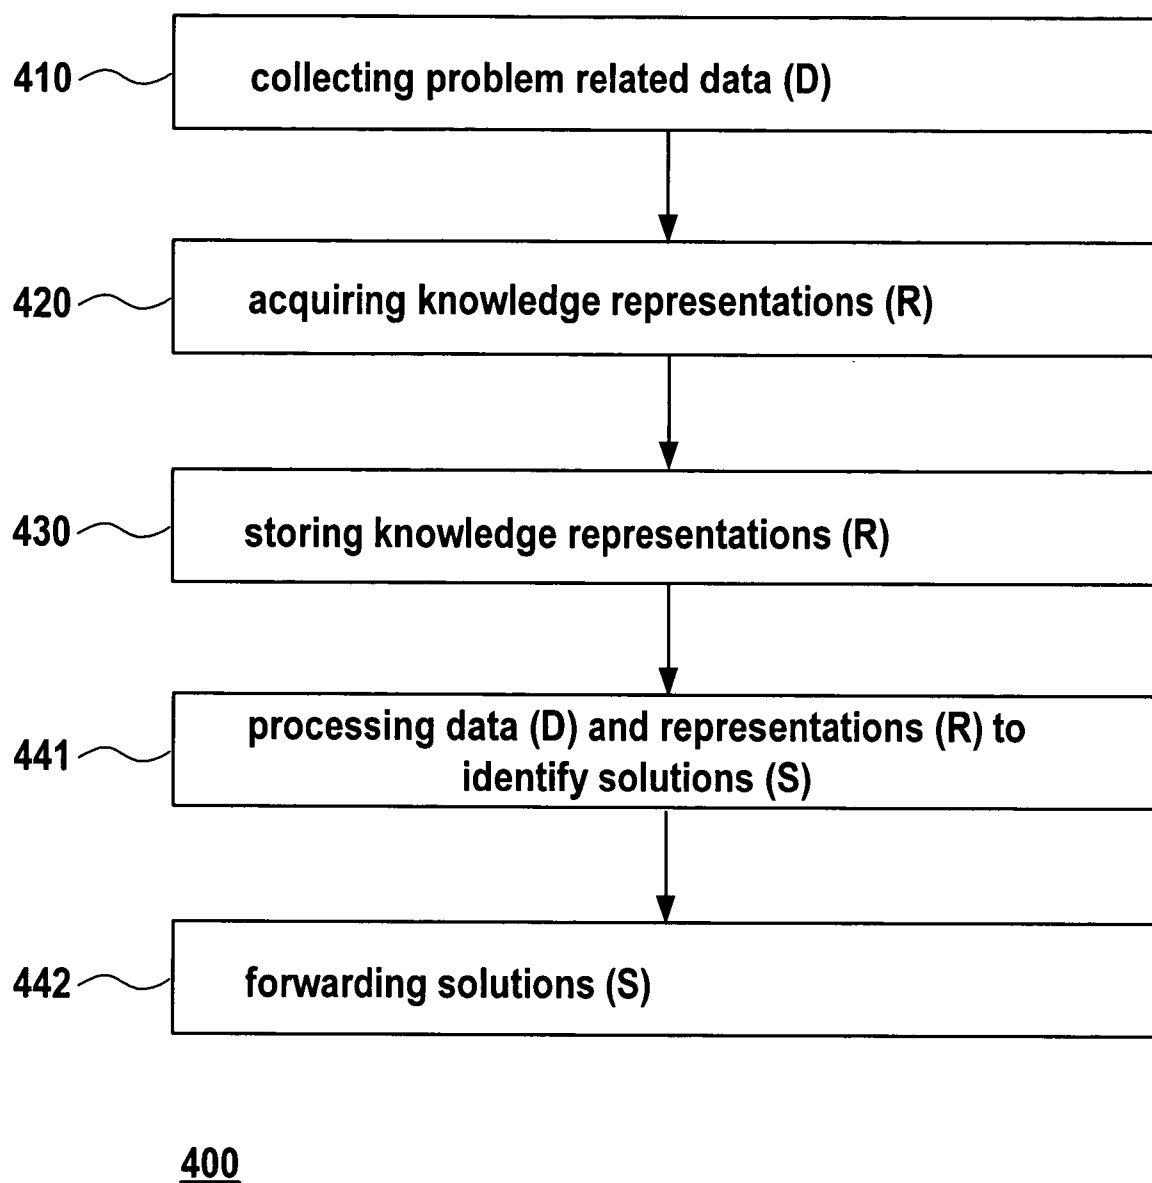 410 collecting problem related data (D)
420 acquiring knowledge representations (R)
430 storing knowledge representations (R)
processing data (D) and representations (R) to
441
identify solutions (S)
442 forwarding solutions (S)
400